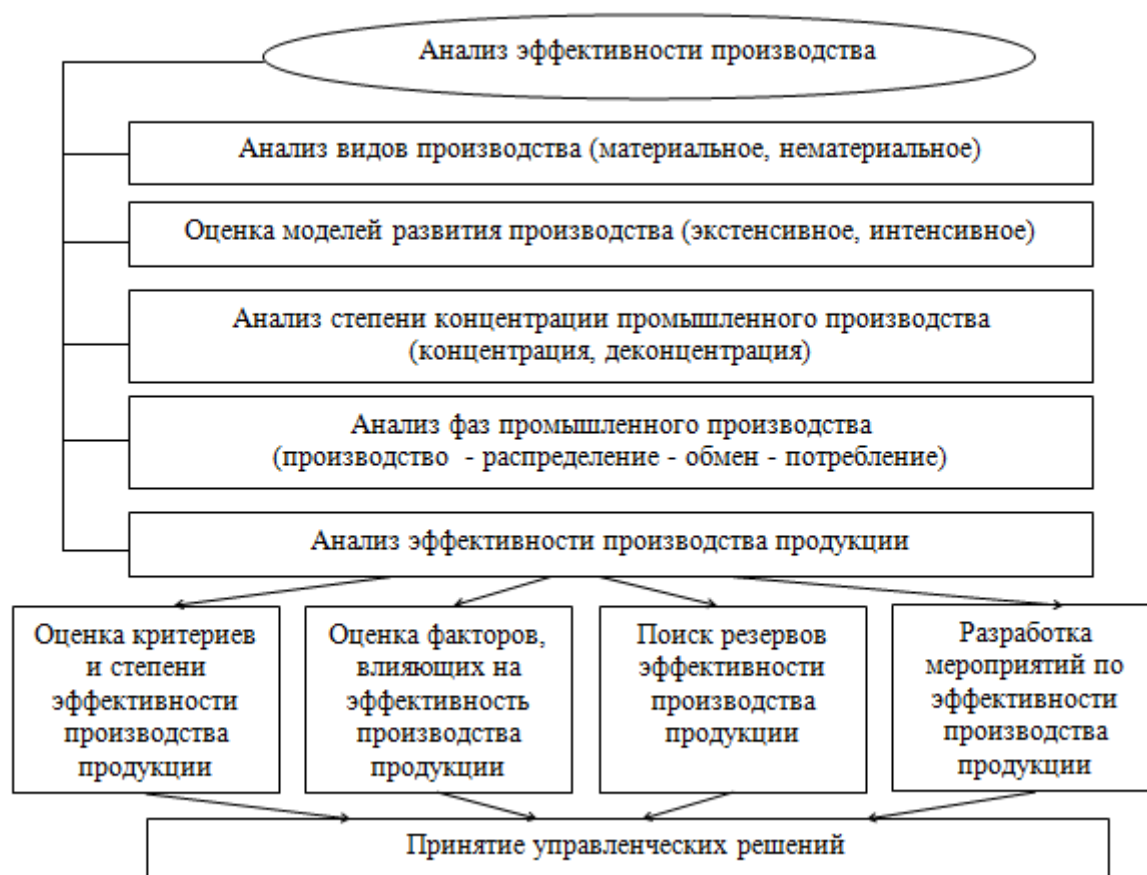 Анализ эффективности производства
Анализ видов производства (материальное, нематериальное)
Оценка моделей развития производства (экстенсивное, интенсивное)
Анализ степени концентрации промышленного производства
(концентрация, деконцентрация)
Анализ фаз промышленного производства
(производство - распределение - обмен - потребление)
Анализ эффективности производства продукции
Оценка критериев
и степени
эффективности
производства
продукции
Оценка факторов,
влияющих на
эффективность
производства
продукции
Поиск резервов
эффективности
производства
продукции
Разработка
мероприятий по
эффективности
производства
продукции
Принятие управленческих решений